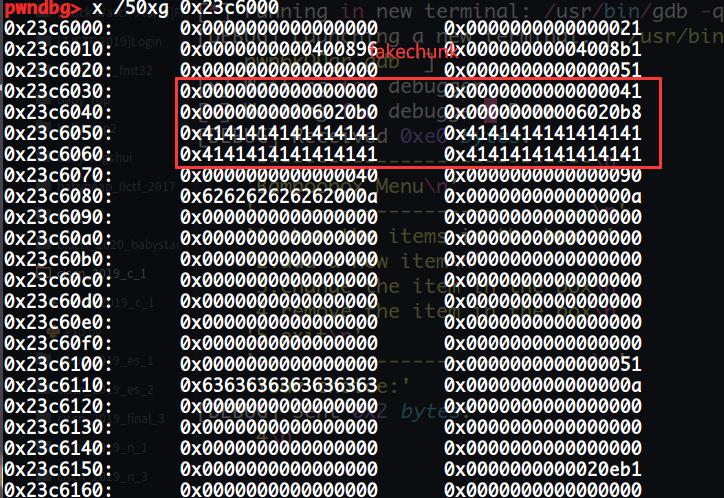 pwndbg> x /50xg 0x23c6000
0x23c6000: 0x0000000000000000 0x0000000000000021
0x23c6010: 0x0000000000400896 0x00000000004008b1
fakechunk
0x23c6020: 0x0000000000000000 0x0000000000000051
0x23c6030: 0x0000000000000000 0x0000000000000041
0x23c6040: 0x00000000006020b0 0x00000000006020b8
0x23c6050: 0x4141414141414141 0x4141414141414141
0x23c6060: 0x4141414141414141 0x4141414141414141
0x23c6070: 0x0000000000000040 0x0000000000000090
0x23c6080: 0x626262626262000a 0x000000000000000a
0x23c6090: 0x0000000000000000 0x0000000000000000
0x23c60a0: 0x0000000000000000 0x0000000000000000
0x23c60b0: 0x0000000000000000 0x0000000000000000
0x23c60c0: 0x0000000000000000 0x0000000000000000
0x23c60d0: 0x0000000000000000 0x0000000000000000
0x23c60e0: 0x0000000000000000 0x0000000000000000
0x23c60f0: 0x0000000000000000 0x0000000000000000
0x23c6100: 0x0000000000000000 0x0000000000000051
0x23c6110: 0x6363636363636363 0x000000000000000a
0x23c6120: 0x0000000000000000 0x0000000000000000
0x23c6130: 0x0000000000000000 0x0000000000000000
0x23c6140: 0x0000000000000000 0x0000000000000000
0x23c6150: 0x0000000000000000 0x0000000000020eb1
0x23c6160: 0x0000000000000000 0x0000000000000000